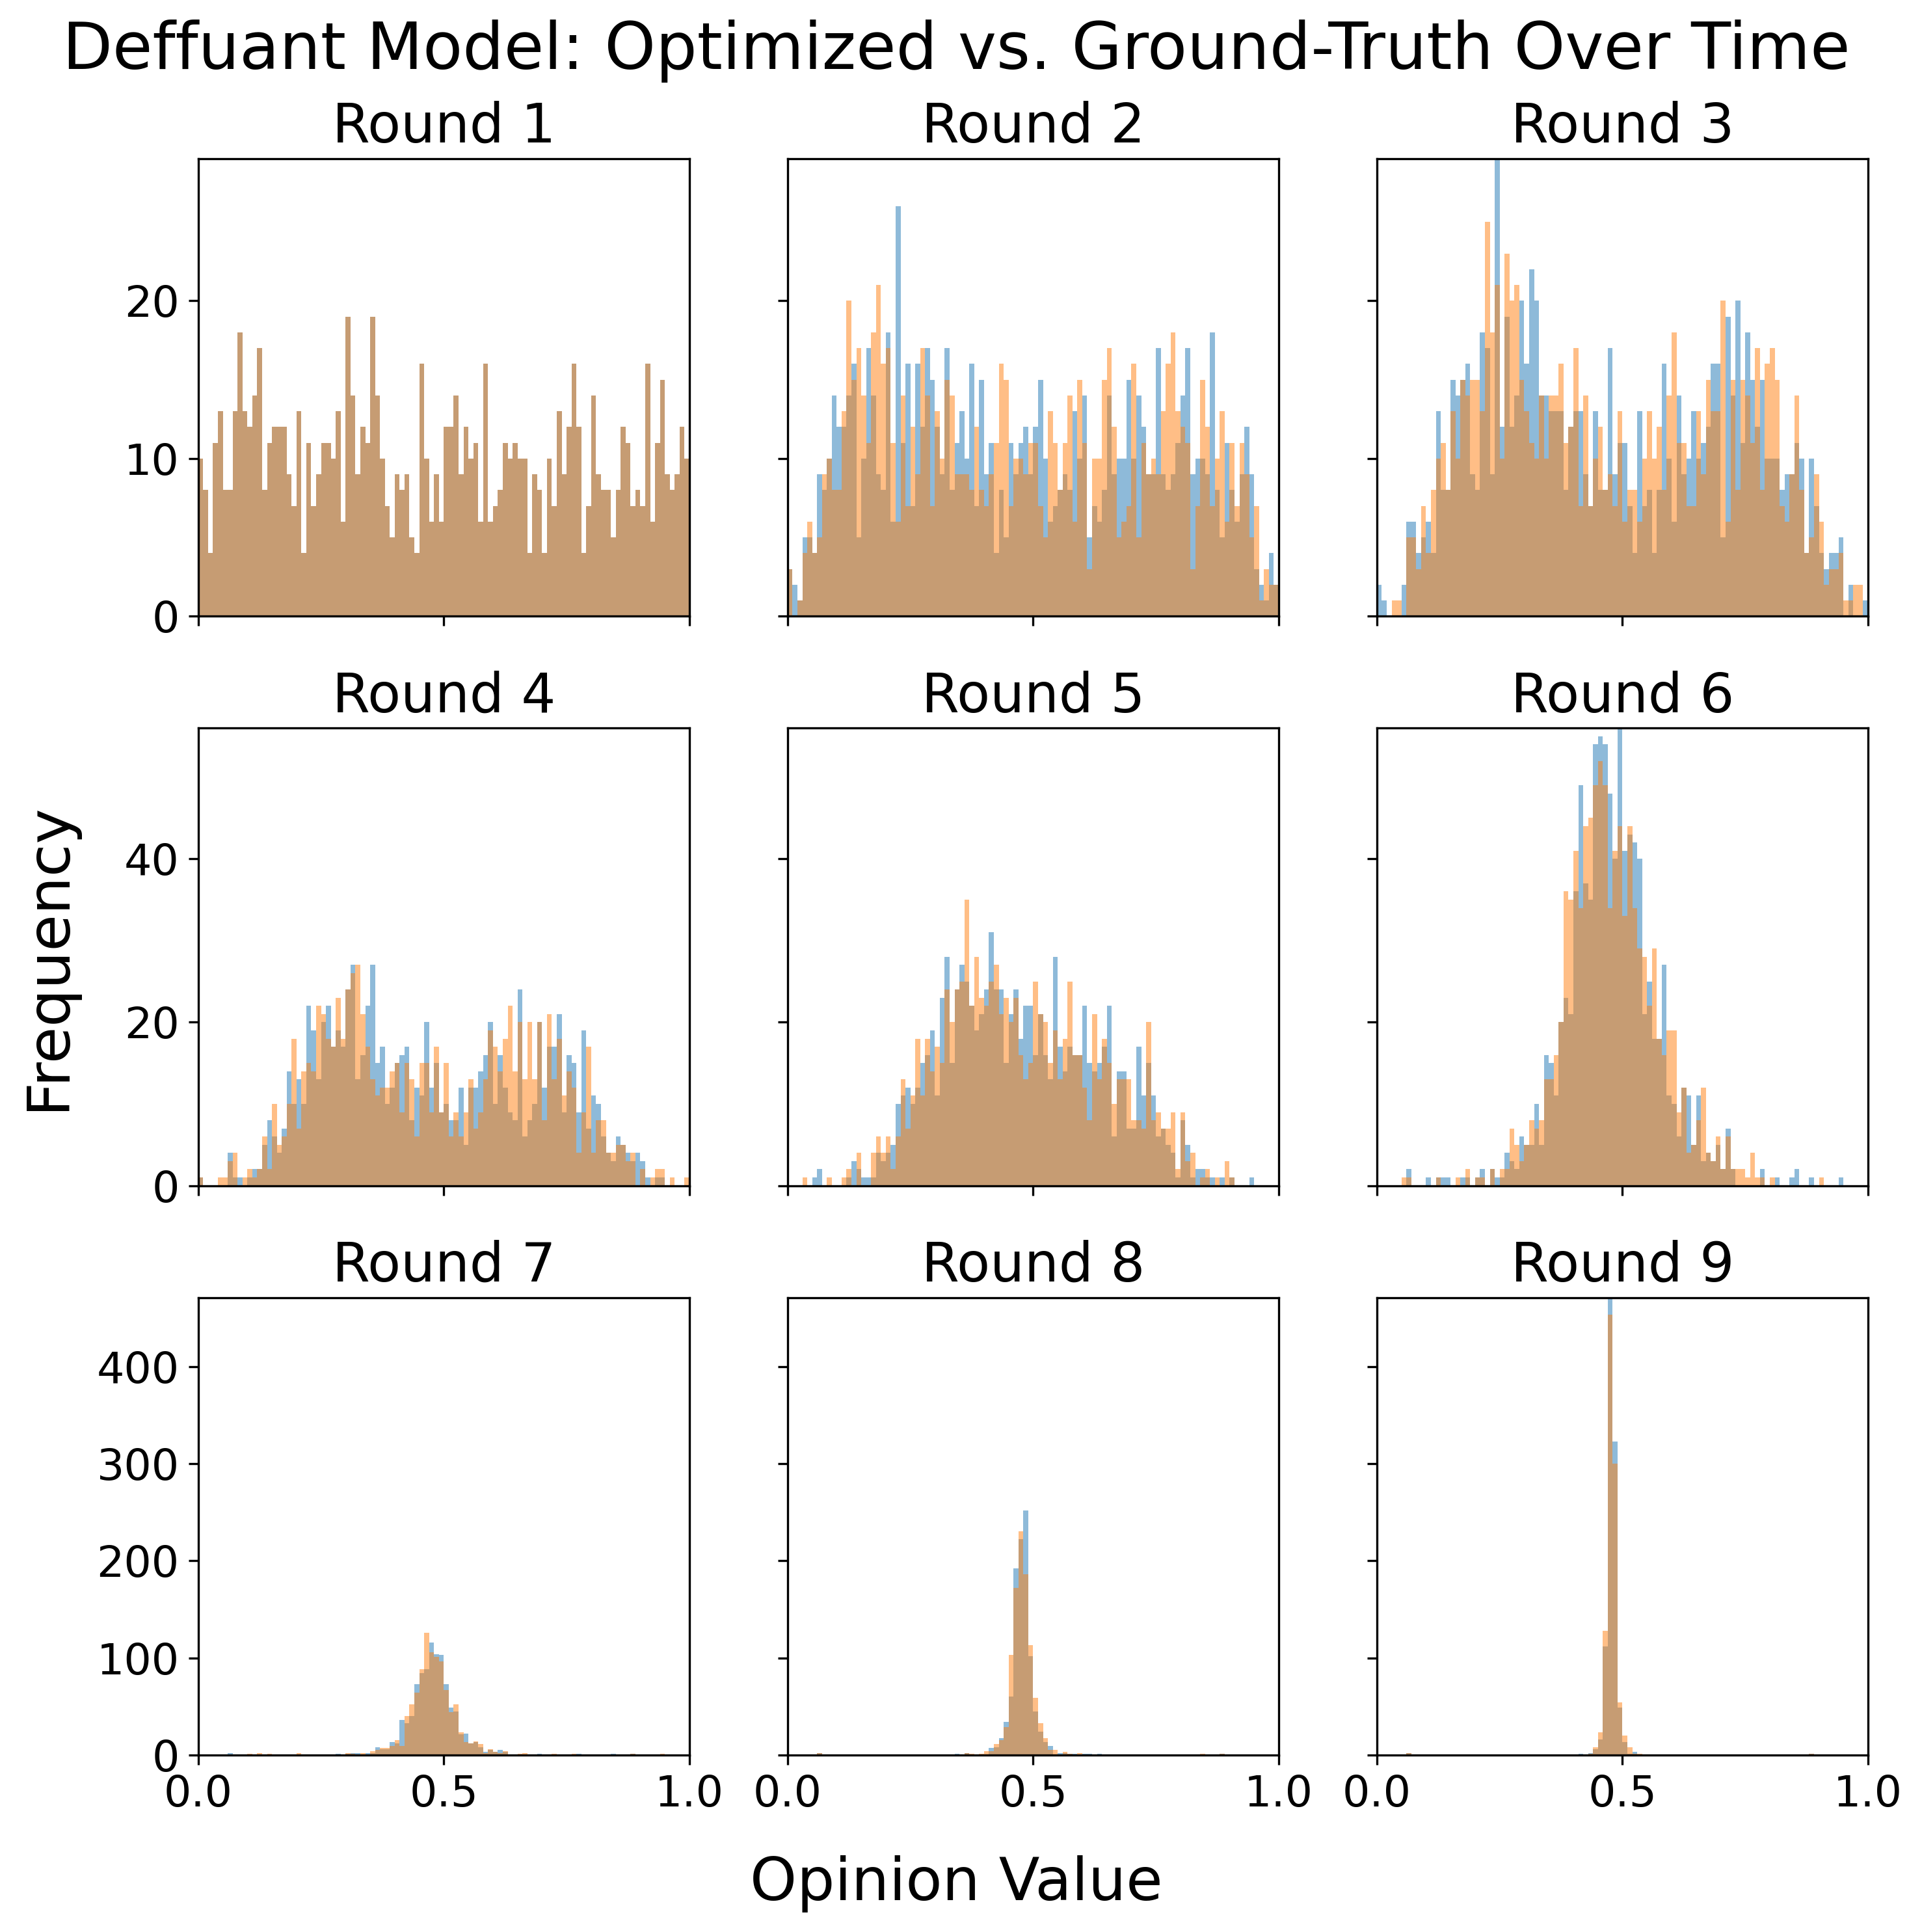 Deffuant Model: Optimized vs. Ground-Truth Over Time
Round 1
Round 2
Round 3
20
10
0
Round 4
Round 5
Round 6
Frequency
40
20
0
Round 7
Round 8
Round 9
400
300
200
100
0
0.0 0.5 1.0 0.0 0.5 1.0 0.0 0.5 1.0
Opinion Value